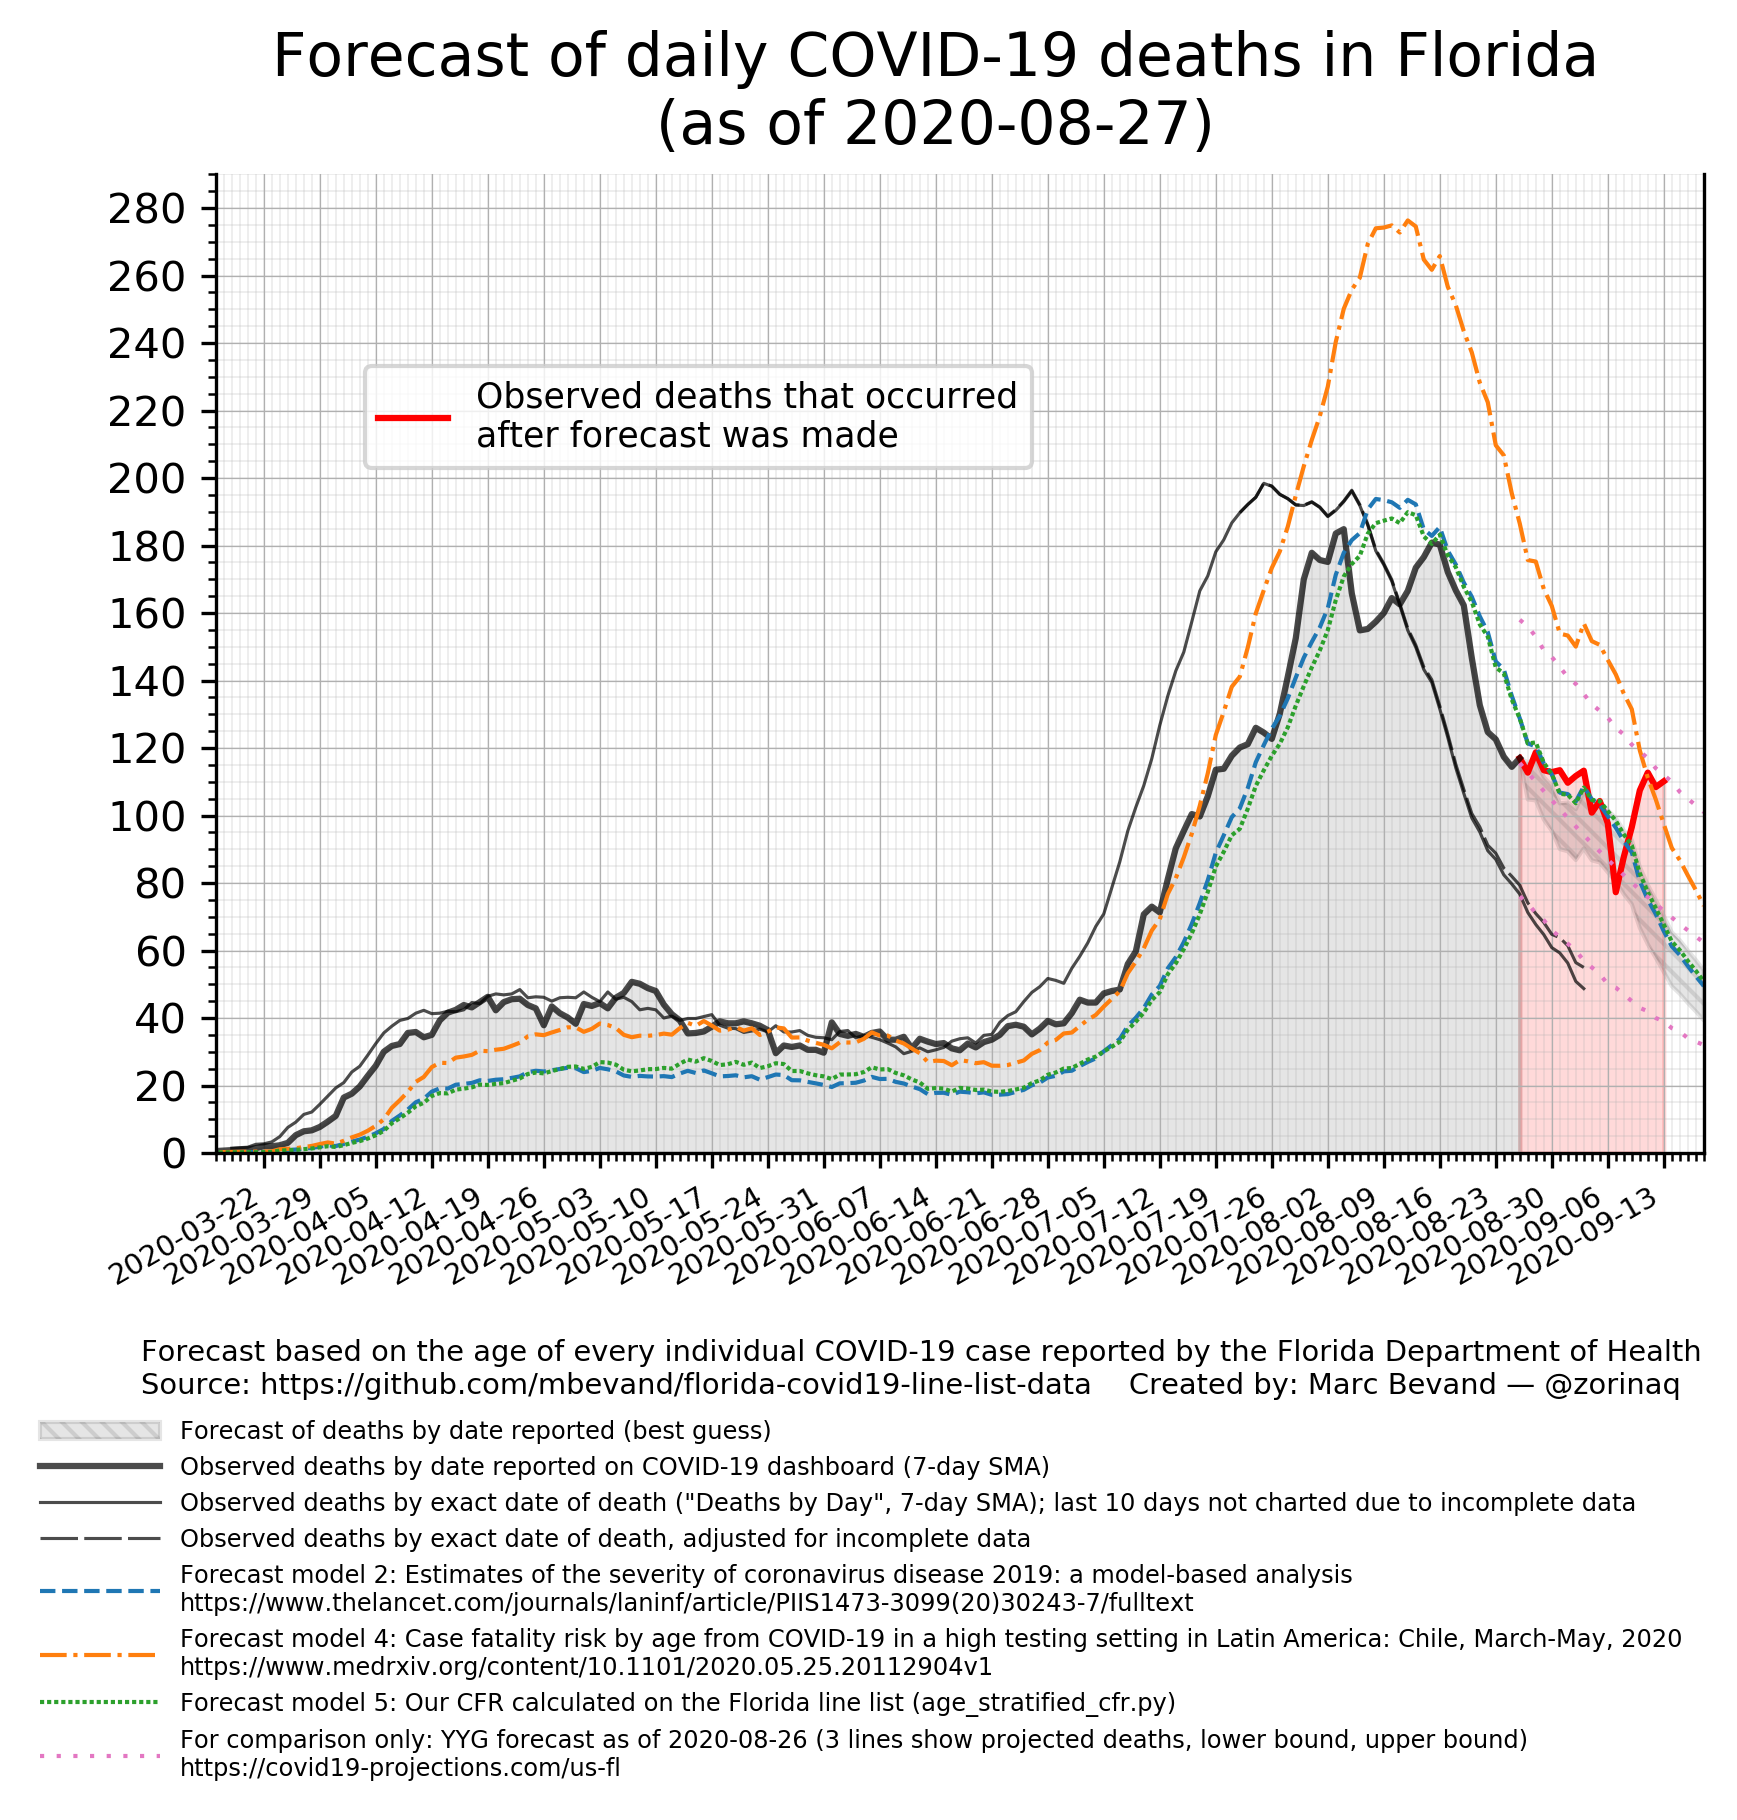 Forecast of daily COVID-19 deaths in Florida
(as of 2020-08-27)
280
260
240
220
200
180
160
140
120
100
80
60
40
20
0
Observed deaths that occurred
after forecast was made
2020-03-22
2020-03-29
2020-04-05
2020-04-12
2020-04-19
2020-04-26
2020-05-03
2020-05-10
2020-05-17
2020-05-24
2020-05-31
2020-06-07
2020-06-14
2020-06-21
2020-06-28
2020-07-05
2020-07-12
2020-07-19
2020-07-26
2020-08-02
2020-08-09
2020-08-16
2020-08-23
2020-08-30
2020-09-06
2020-09-13
Forecast based on the age of every individual COVID-19 case reported by the Florida Department of Health
Source: https://github.com/mbevand/florida-covid19-line-list-data    Created by: Marc Bevand — @zorinaq
Forecast of deaths by date reported (best guess)
Observed deaths by date reported on COVID-19 dashboard (7-day SMA)
Observed deaths by exact date of death ("Deaths by Day", 7-day SMA); last 10 days not charted due to incomplete data
Observed deaths by exact date of death, adjusted for incomplete data
Forecast model 2: Estimates of the severity of coronavirus disease 2019: a model-based analysis
https://www.thelancet.com/journals/laninf/article/PIIS1473-3099(20)30243-7/fulltext
Forecast model 4: Case fatality risk by age from COVID-19 in a high testing setting in Latin America: Chile, March-May, 2020
https://www.medrxiv.org/content/10.1101/2020.05.25.20112904v1
Forecast model 5: Our CFR calculated on the Florida line list (age_stratified_cfr.py)
For comparison only: YYG forecast as of 2020-08-26 (3 lines show projected deaths, lower bound, upper bound)
https://covid19-projections.com/us-fl